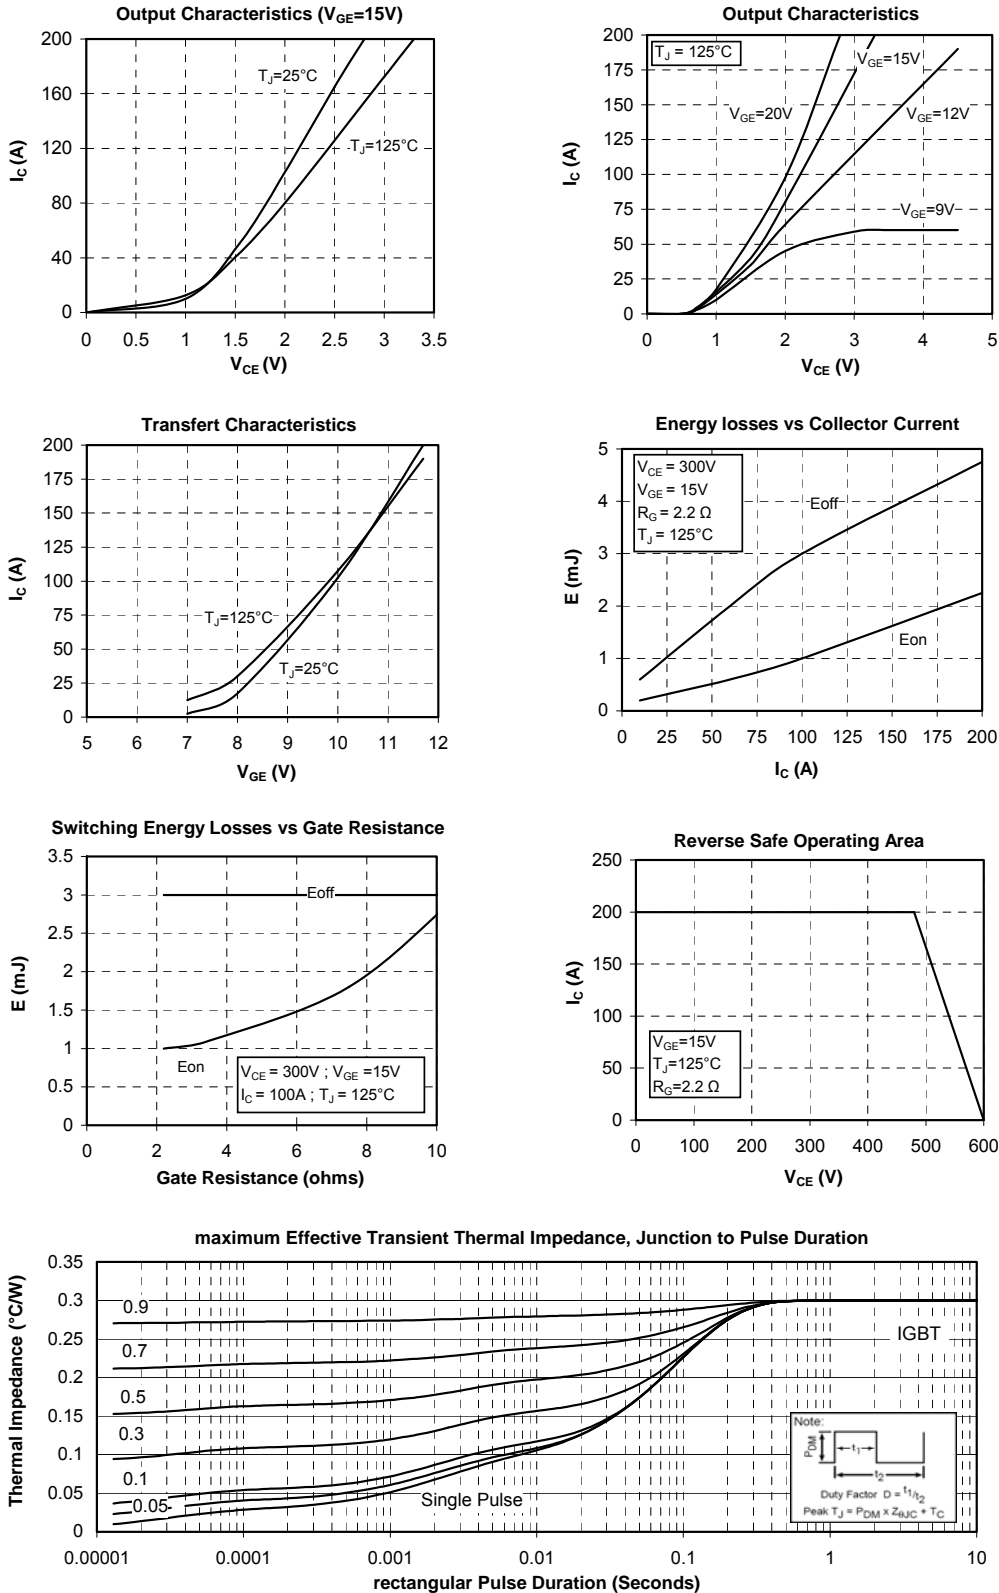 Output Characteristics (VGE=15V)
200
160
120
80
40
0
IC (A)
TJ=25°C
TJ=125°C
0 0.5 1 1.5 2 2.5 3 3.5
VCE (V)
Output Characteristics
200
175
150
125
100
75
50
25
0
IC (A)
TJ = 125°C
VGE=15V
VGE=20V
VGE=12V
VGE=9V
0 1 2 3 4 5
VCE (V)
Transfert Characteristics
200
175
150
125
100
75
50
25
0
IC (A)
TJ=125°C
TJ=25°C
5 6 7 8 9 10 11 12
VGE (V)
Energy losses vs Collector Current
5
4
3
2
1
0
E (mJ)
VCE = 300V
VGE = 15V
RG = 2.2 Ω
TJ = 125°C
Eoff
Eon
0 25 50 75 100 125 150 175 200
IC (A)
Switching Energy Losses vs Gate Resistance
3.5
3
2.5
2
1.5
1
0.5
0
E (mJ)
Eoff
Eon
VCE = 300V ; VGE =15V
IC = 100A ; TJ = 125°C
0 2 4 6 8 10
Gate Resistance (ohms)
Reverse Safe Operating Area
250
200
150
100
50
0
IC (A)
VGE=15V
TJ=125°C
RG=2.2 Ω
0 100 200 300 400 500 600
VCE (V)
maximum Effective Transient Thermal Impedance, Junction to Pulse Duration
0.35
0.3
0.25
0.2
0.15
0.1
0.05
0
Thermal Impedance (°C/W)
0.9
0.7
0.5
0.3
0.1
0.05
Single Pulse
IGBT
Note:
PDM
t1
t2
Duty Factor D = t1/t2
Peak TJ = PDM x ZθJC + TC
0.00001 0.0001 0.001 0.01 0.1 1 10
rectangular Pulse Duration (Seconds)